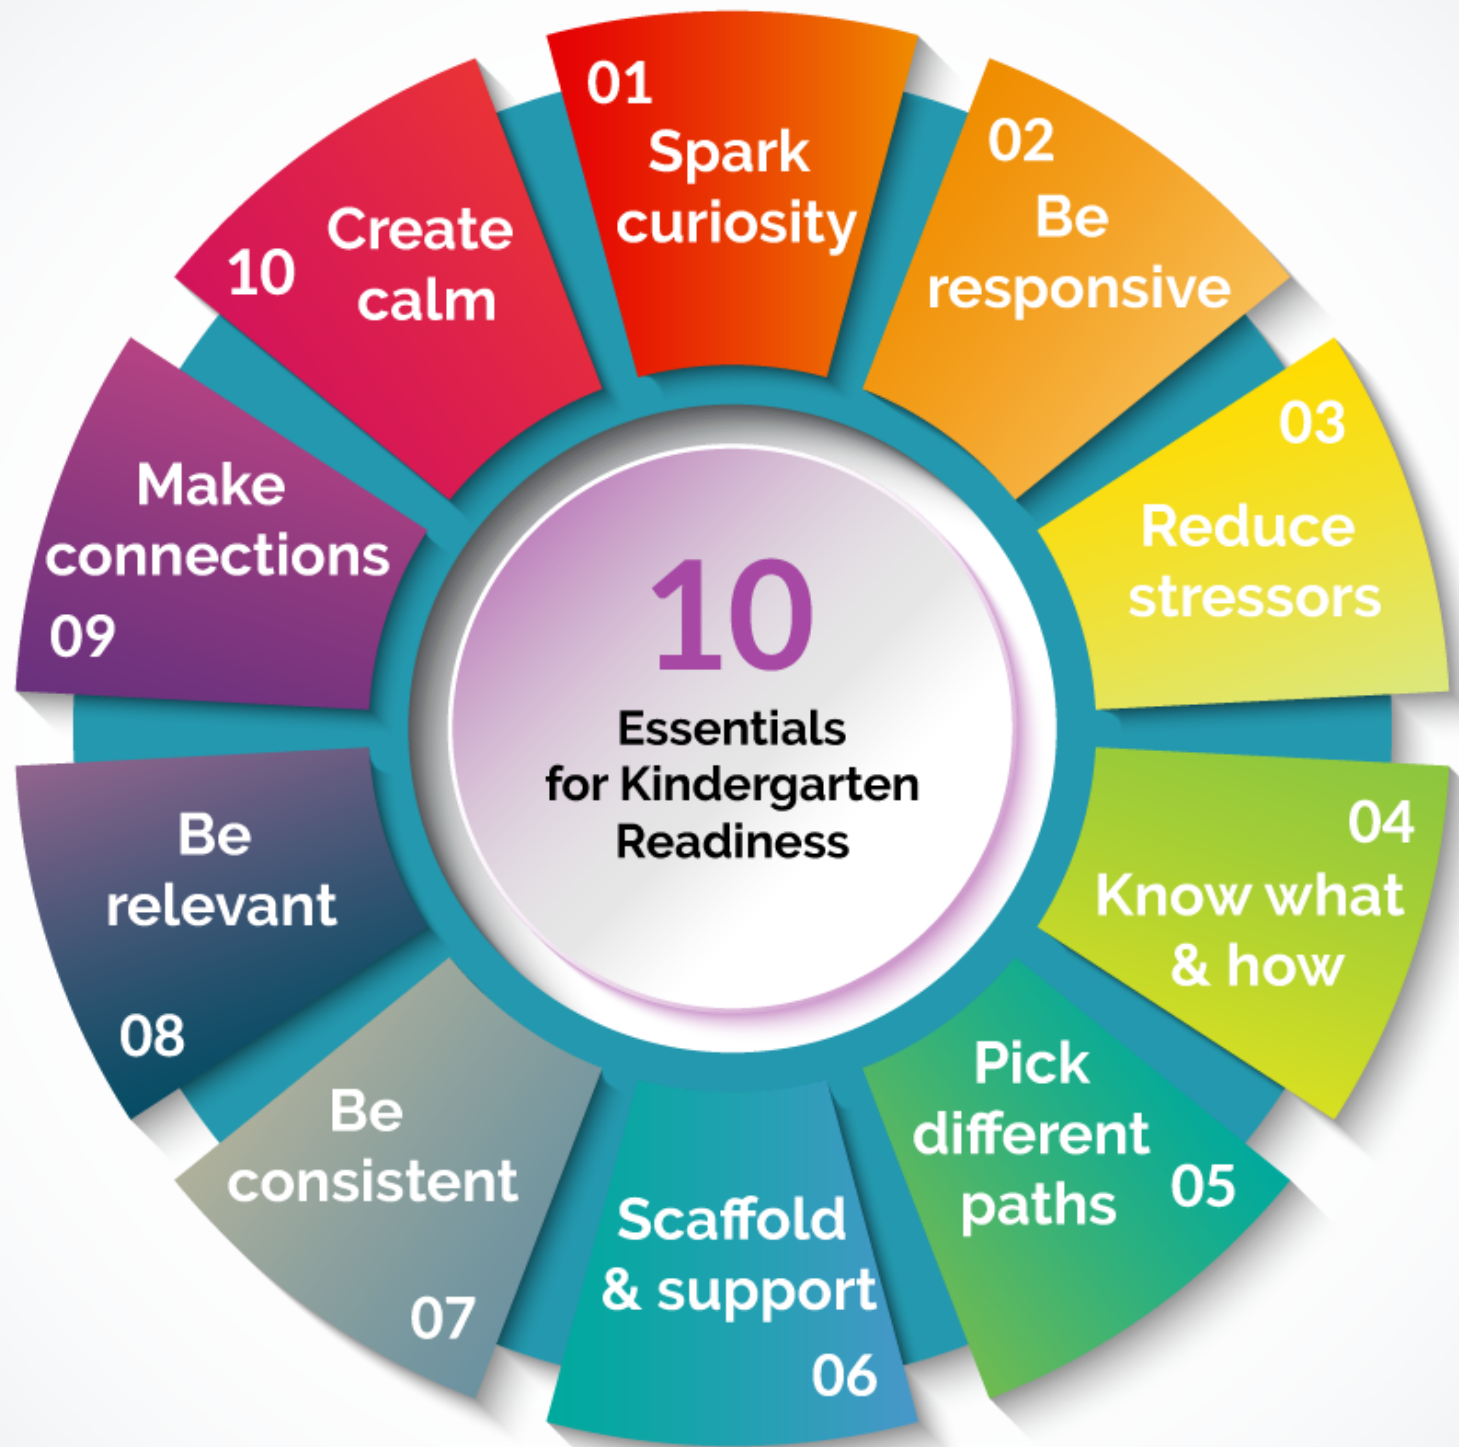 10
Essentials
for Kindergarten
Readiness
01
Spark
curiosity
02
Be
responsive
03
Reduce
stressors
04
Know what
& how
Pick
different
paths
05
Scaffold
& support
06
Be
consistent
07
Be
relevant
08
Make
connections
09
10
Create
calm